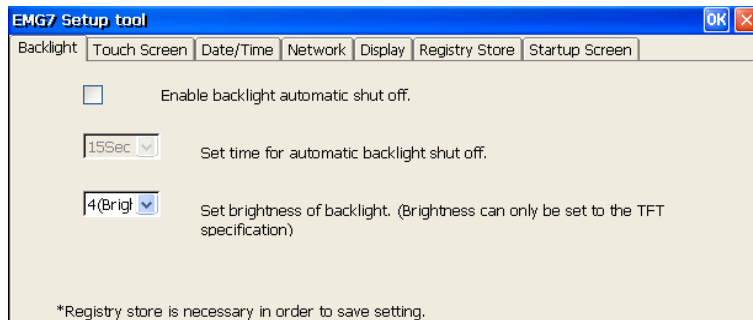 EMG7 Setup tool OK
Backlight Touch Screen Date/Time Network Display Registry Store Startup Screen
Enable backlight automatic shut off.
15Sec Set time for automatic backlight shut off.
4(Brigh Set brightness of backlight. (Brightness can only be set to the TFT
specification)
*Registry store is necessary in order to save setting.